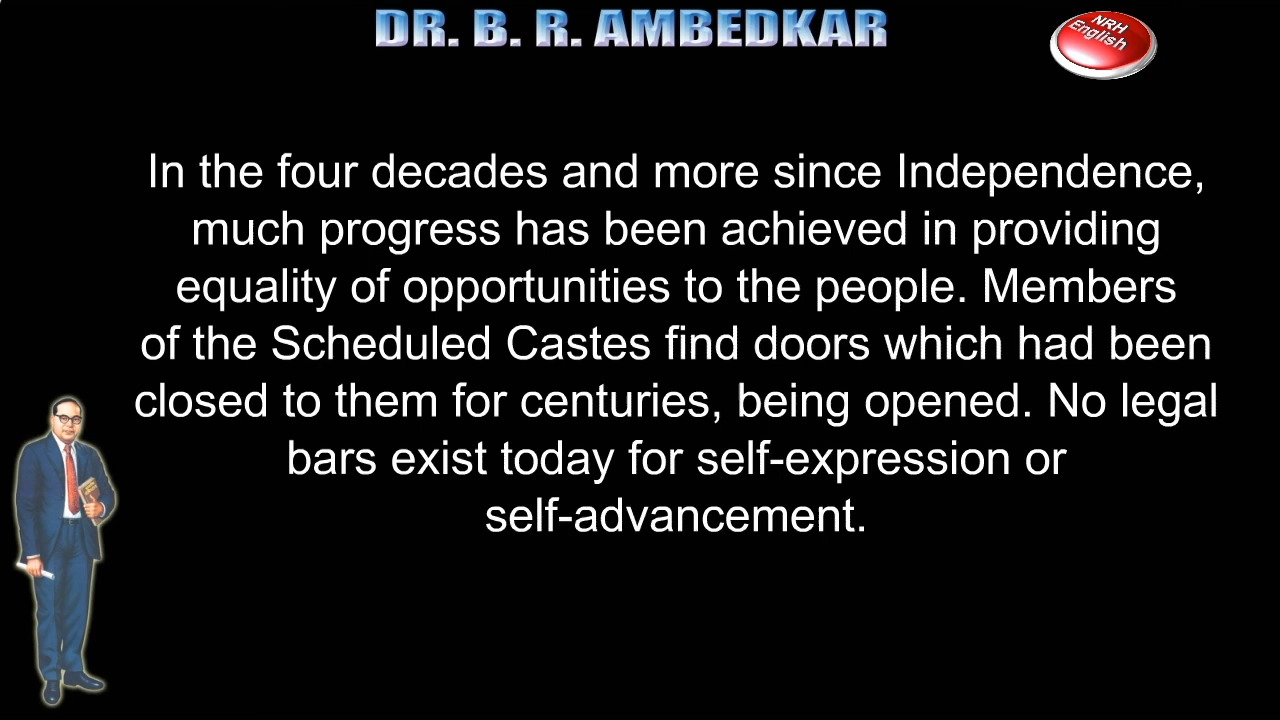 DR. B. R. AMBEDKAR
NRH
English
In the four decades and more since Independence,
much progress has been achieved in providing
equality of opportunities to the people. Members
of the Scheduled Castes find doors which had been
closed to them for centuries, being opened. No legal
bars exist today for self-expression or
self-advancement.